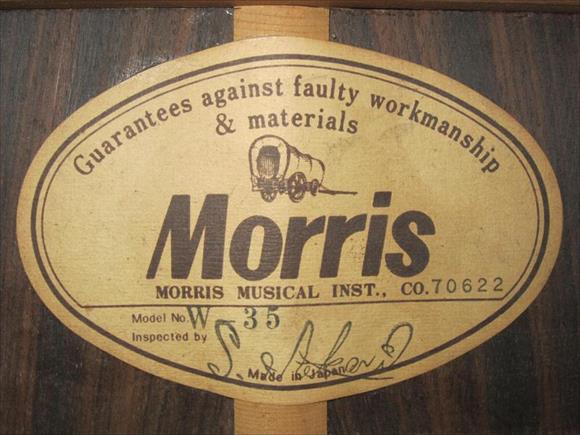 Guarantees against faulty workmanship
& materials
Morris
MORRIS MUSICAL INST., CO. 70622
Model No. W 35
Inspected by
Made in Japan